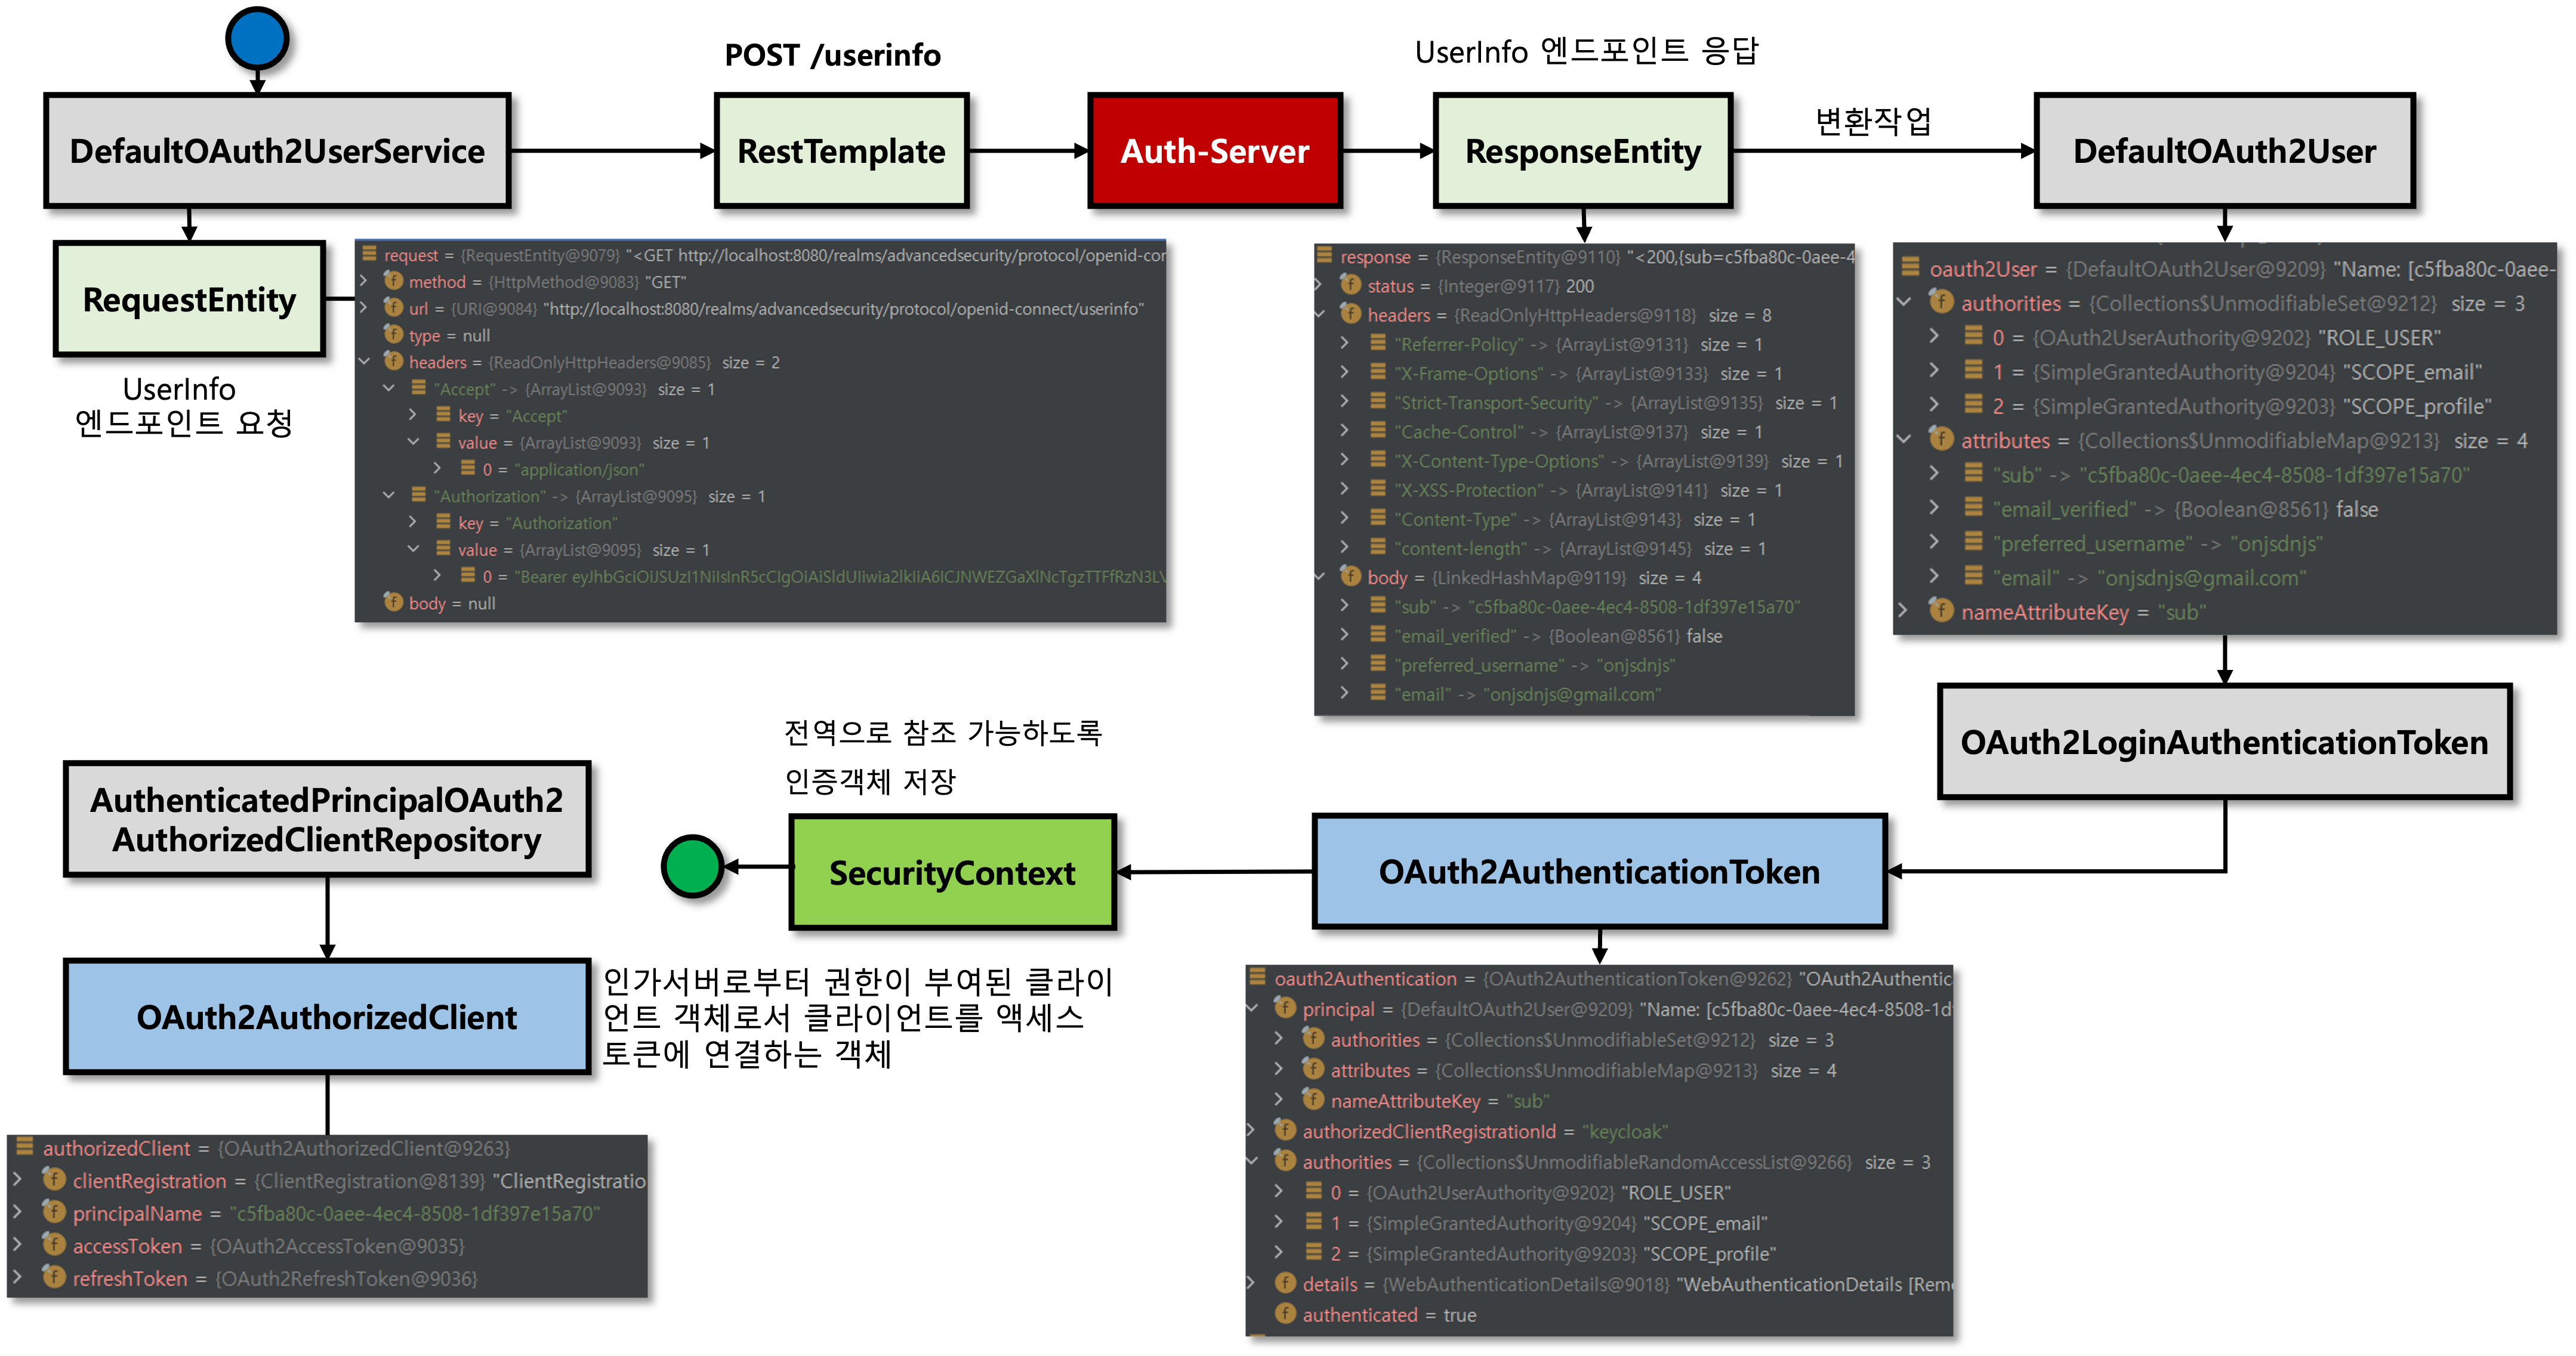 POST /userinfo
UserInfo 엔드포인트 응답
DefaultOAuth2UserService
RestTemplate
Auth-Server
ResponseEntity
변환작업
DefaultOAuth2User
RequestEntity
UserInfo
엔드포인트 요청
request = {RequestEntity@9079} "<GET http://localhost:8080/realms/advancedsecurity/protocol/openid-cor
method = {HttpMethod@9083} "GET"
url = {URI@9084} "http://localhost:8080/realms/advancedsecurity/protocol/openid-connect/userinfo"
type = null
headers = {ReadOnlyHttpHeaders@9085} size = 2
"Accept" -> {ArrayList@9093} size = 1
key = "Accept"
value = {ArrayList@9093} size = 1
0 = "application/json"
"Authorization" -> {ArrayList@9095} size = 1
key = "Authorization"
value = {ArrayList@9095} size = 1
0 = "Bearer
body = null
response = {ResponseEntity@9110} "<200,{sub=c5fba80c-0aee-4
status = {Integer@9117} 200
headers = {ReadOnlyHttpHeaders@9118} size = 8
"Referrer-Policy" -> {ArrayList@9131} size = 1
"X-Frame-Options" -> {ArrayList@9133} size = 1
"Strict-Transport-Security" -> {ArrayList@9135} size = 1
"Cache-Control" -> {ArrayList@9137} size = 1
"X-Content-Type-Options" -> {ArrayList@9139} size = 1
"X-XSS-Protection" -> {ArrayList@9141} size = 1
"Content-Type" -> {ArrayList@9143} size = 1
"content-length" -> {ArrayList@9145} size = 1
body = {LinkedHashMap@9119} size = 4
"sub" -> "c5fba80c-0aee-4ec4-8508-1df397e15a70"
"email_verified" -> {Boolean@8561} false
"preferred_username" -> "onjsdnjs"
"email" -> "onjsdnjs@gmail.com"
oauth2User = {DefaultOAuth2User@9209} "Name: [c5fba80c-0aee-
authorities = {Collections$UnmodifiableSet@9212} size = 3
0 = {OAuth2UserAuthority@9202} "ROLE_USER"
1 = {SimpleGrantedAuthority@9204} "SCOPE_email"
2 = {SimpleGrantedAuthority@9203} "SCOPE_profile"
attributes = {Collections$UnmodifiableMap@9213} size = 4
"sub" -> "c5fba80c-0aee-4ec4-8508-1df397e15a70"
"email_verified" -> {Boolean@8561} false
"preferred_username" -> "onjsdnjs"
"email" -> "onjsdnjs@gmail.com"
nameAttributeKey = "sub"
OAuth2LoginAuthenticationToken
전역으로 참조 가능하도록
인증객체 저장
AuthenticatedPrincipalOAuth2
AuthorizedClientRepository
SecurityContext
OAuth2AuthenticationToken
OAuth2AuthorizedClient
인가서버로부터 권한이 부여된 클라이
언트 객체로서 클라이언트를 액세스
토큰에 연결하는 객체
authorizedClient = {OAuth2AuthorizedClient@9263}
clientRegistration = {ClientRegistration@8139} "ClientRegistratio
principalName = "c5fba80c-0aee-4ec4-8508-1df397e15a70"
accessToken = {OAuth2AccessToken@9035}
refreshToken = {OAuth2RefreshToken@9036}
oauth2Authentication = {OAuth2AuthenticationToken@9262} "OAuth2Authentic
principal = {DefaultOAuth2User@9209} "Name: [c5fba80c-0aee-4ec4-8508-1d
authorities = {Collections$UnmodifiableSet@9212} size = 3
attributes = {Collections$UnmodifiableMap@9213} size = 4
nameAttributeKey = "sub"
authorizedClientRegistrationId = "keycloak"
authorities = {Collections$UnmodifiableRandomAccessList@9266} size = 3
0 = {OAuth2UserAuthority@9202} "ROLE_USER"
1 = {SimpleGrantedAuthority@9204} "SCOPE_email"
2 = {SimpleGrantedAuthority@9203} "SCOPE_profile"
details = {WebAuthenticationDetails@9018} "WebAuthenticationDetails [Rem
authenticated = true